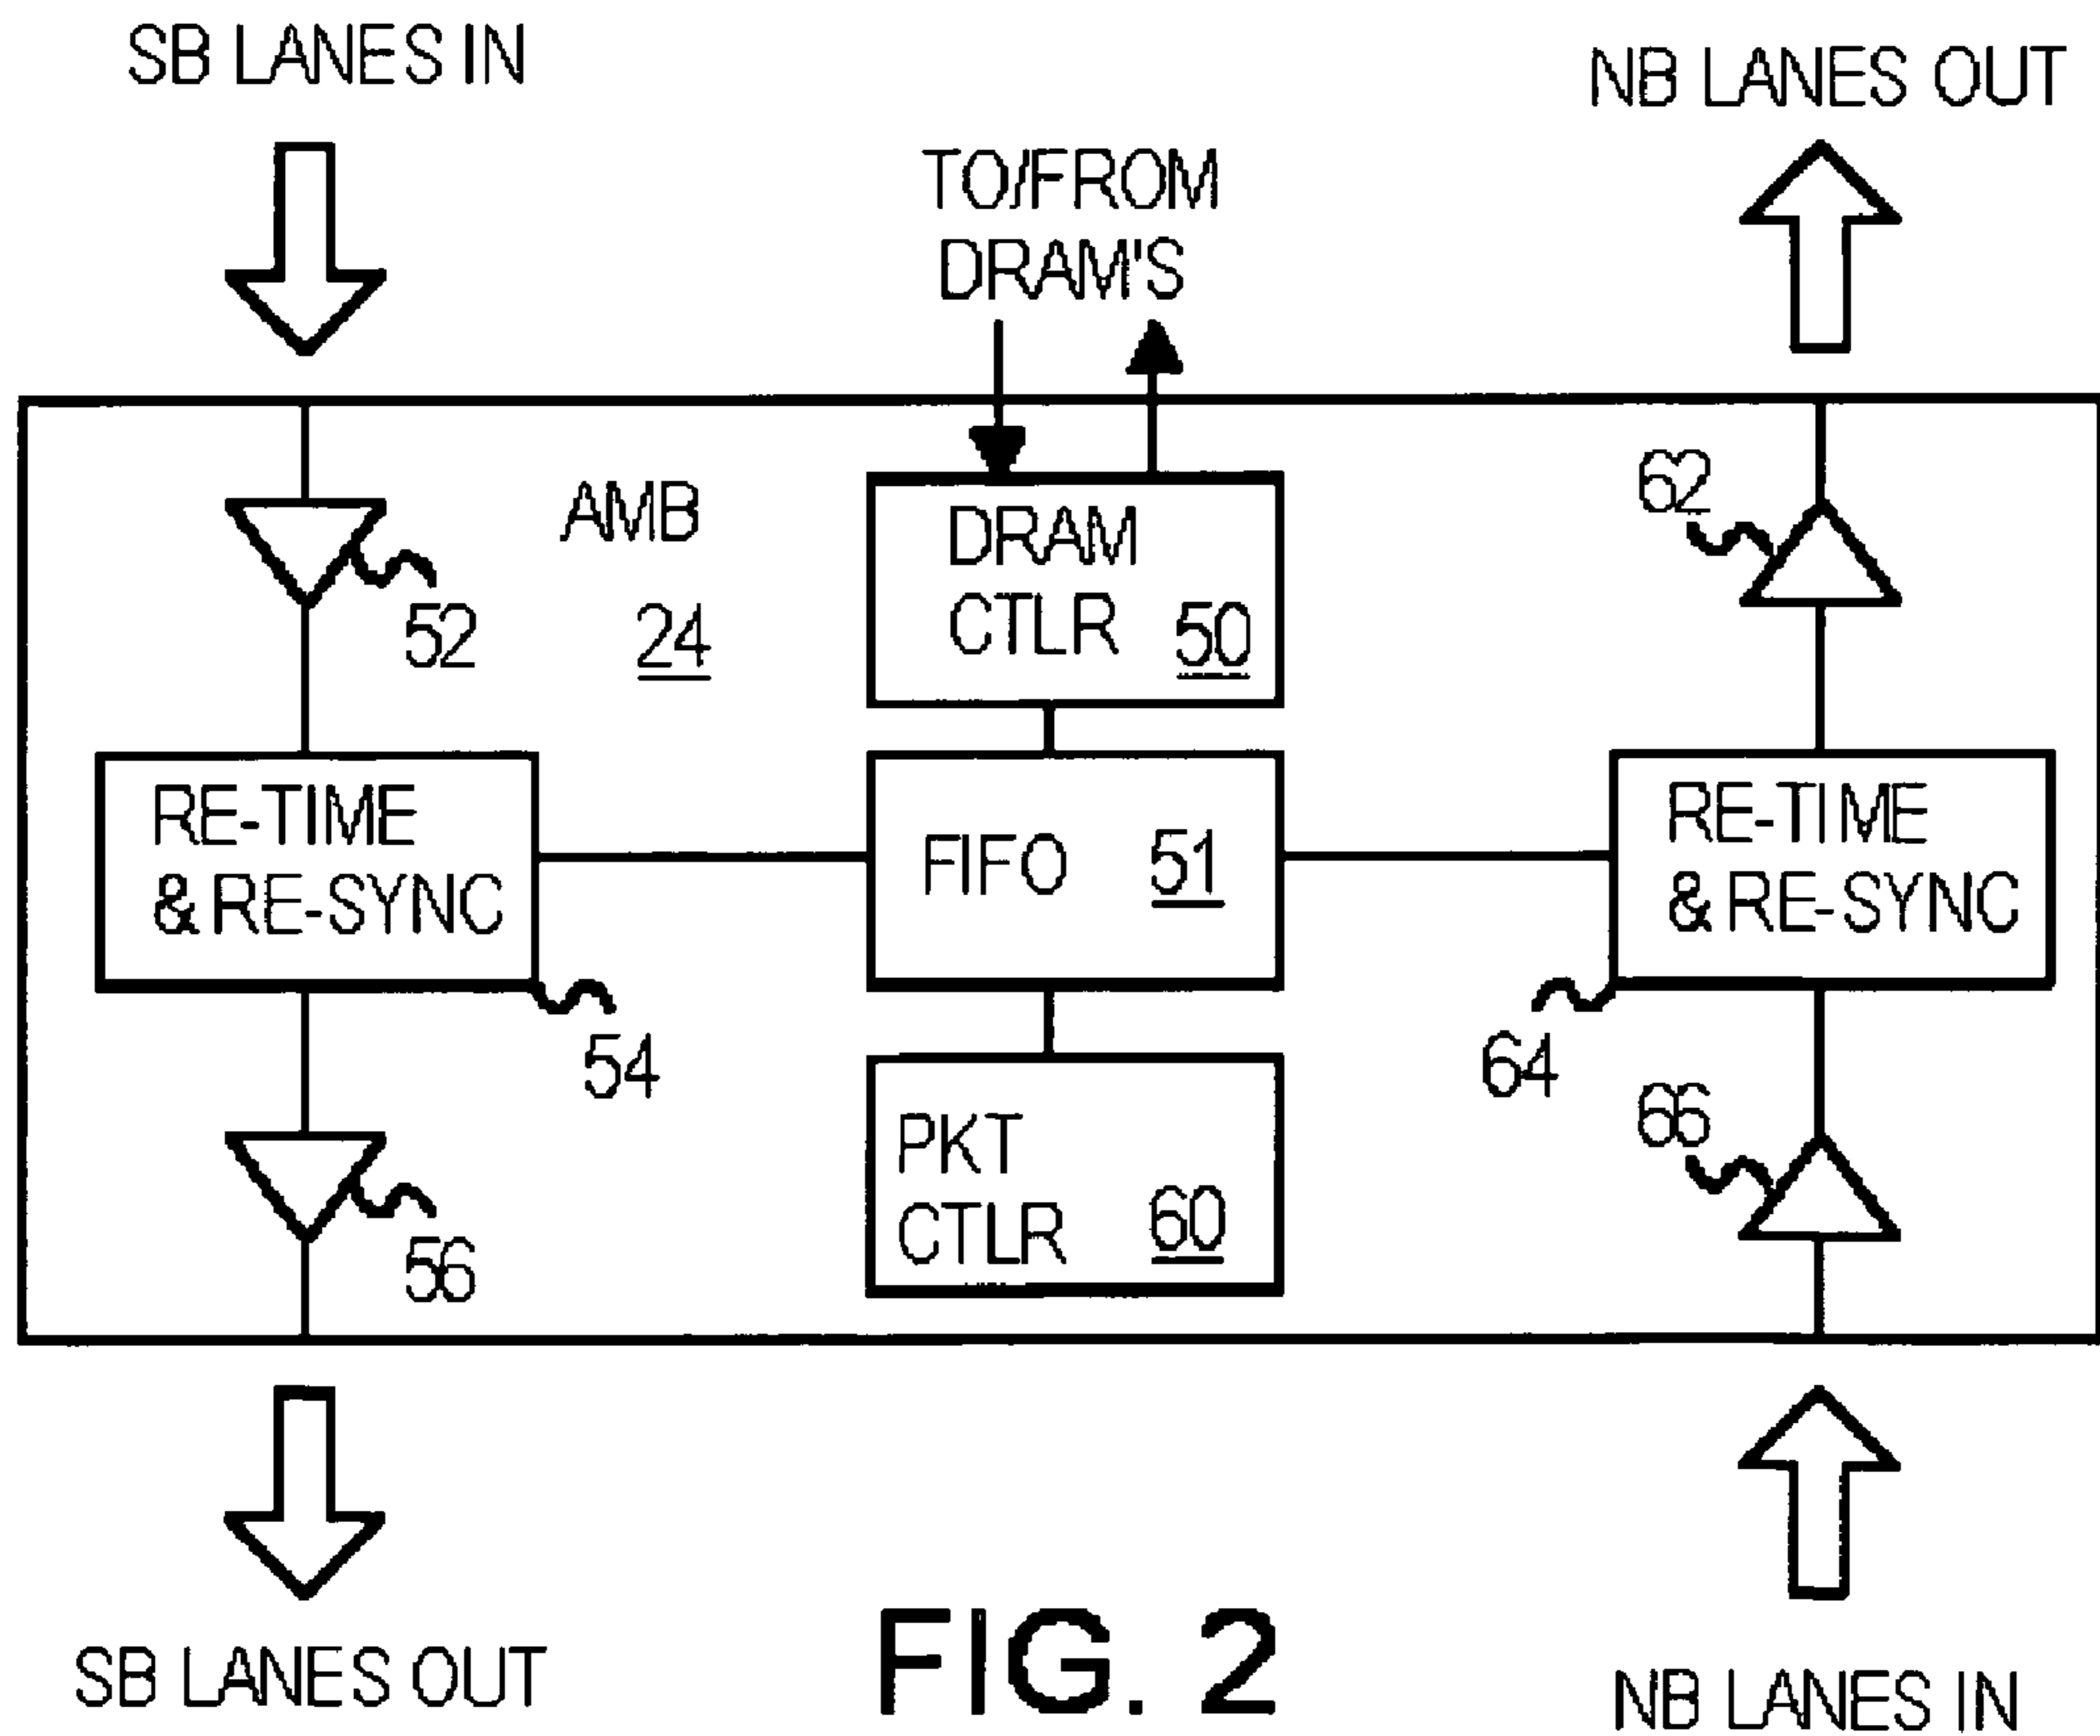 SB LANES IN
NB LANES OUT
TO/FROM
DRAM'S
AMB
24
52
DRAM
CTLR 50
62
RE-TIME
& RE-SYNC
54
FIFO 51
RE-TIME
& RE-SYNC
64
56
PKT
CTLR 60
66
SB LANES OUT
FIG. 2
NB LANES IN